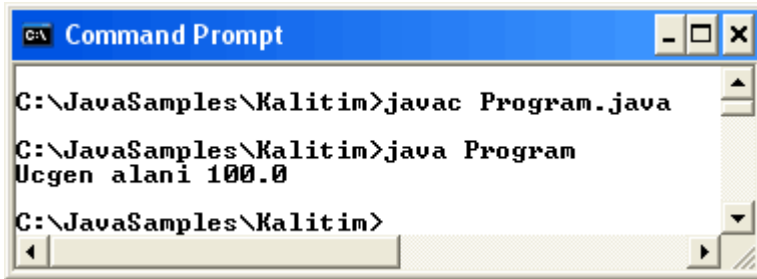 Command Prompt
C:\JavaSamples\Kalitim>javac Program.java
C:\JavaSamples\Kalitim>java Program
Ucgen alani 100.0
C:\JavaSamples\Kalitim>